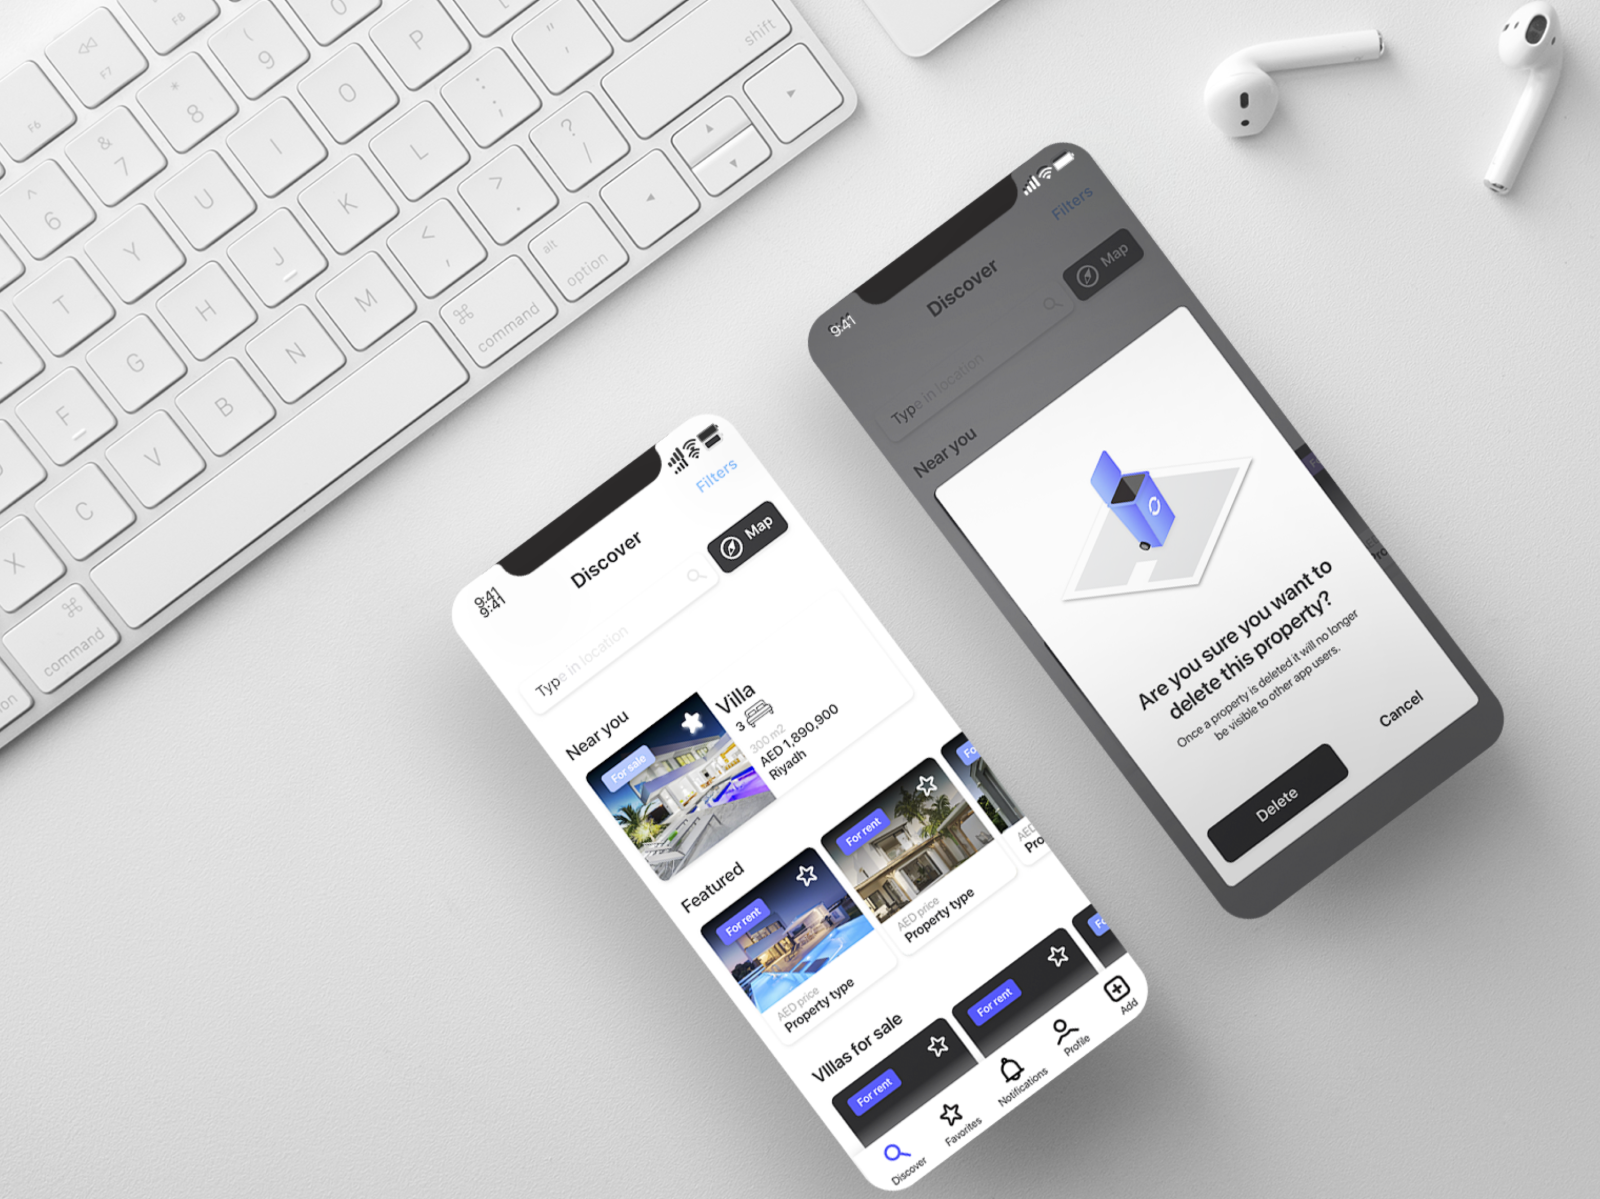 F6
F7
F8
shift
^
6
&
7
*
8
(
9
O
P
:
;
"
'
T
Y
U
I
O
G
H
J
K
L
F
C
V
B
N
M
<
,
>
.
?
/
X
⌘
command
⌘
command
alt
option
9:41
9:41
Discover
Filters
Type in location
Map
Near you
For sale
Villa
3
300 m2
AED 1,890,900
Riyadh
Featured
For rent
AED price
Property type
For rent
AED price
Property type
Fo
AED
Pro
VIllas for sale
For rent
For rent
Fo
Discover
Favorites
Notifications
Profile
Add
9:41
Discover
Filters
Type in location
Map
Near you
Are you sure you want to
delete this property?
Once a property is deleted it will no longer
be visible to other app users.
Delete
Cancel